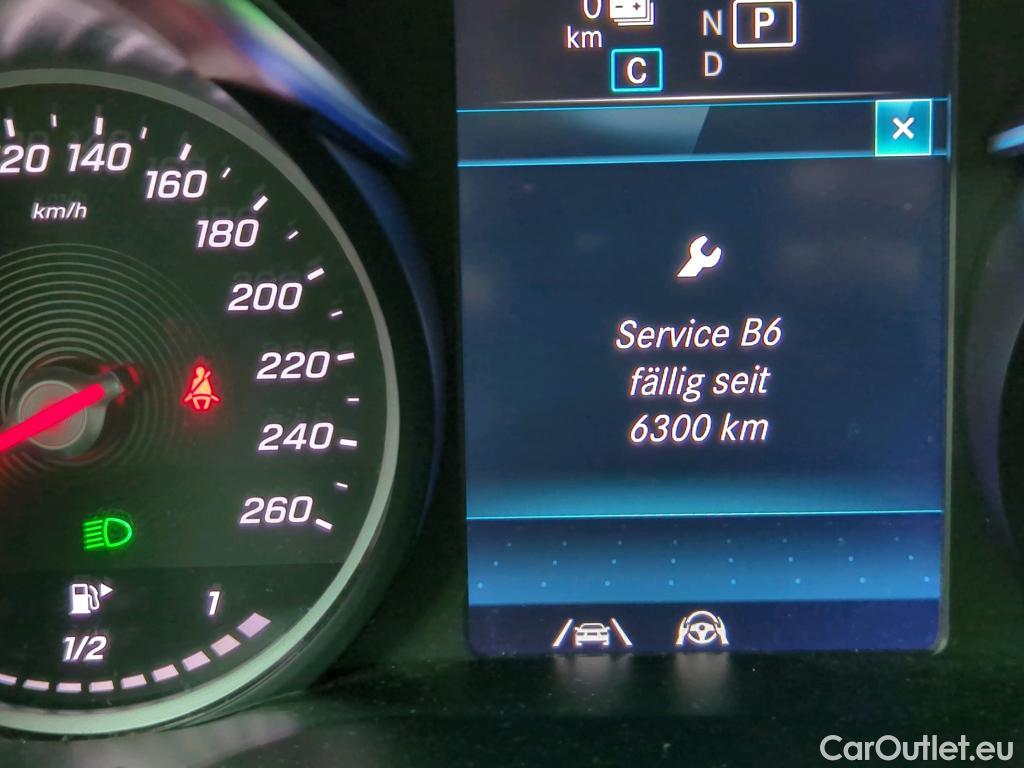 0
km
C
N
P
D
20 140
160
180
200
220
240
260
km/h
1/2
1
Service B6
fällig seit
6300 km
CarOutlet.eu